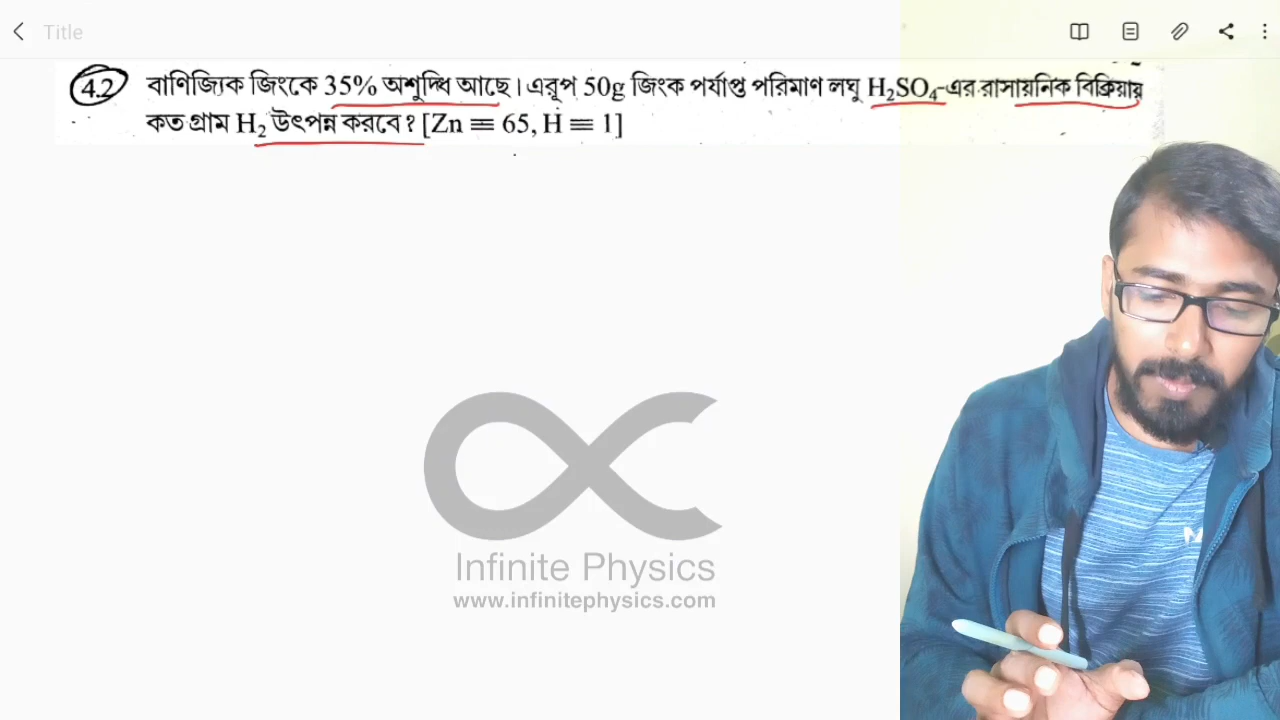 Title
4.2 বাণিজ্যিক জিংকে 35% অশুদ্ধি আছে। এরূপ 50g জিংক পর্যাপ্ত পরিমাণ লঘু H₂SO₄-এর রাসায়নিক বিক্রিয়ায়
কত গ্রাম H₂ উৎপন্ন করবে? [Zn ≡ 65, H ≡ 1]
Infinite Physics
www.infinitephysics.com